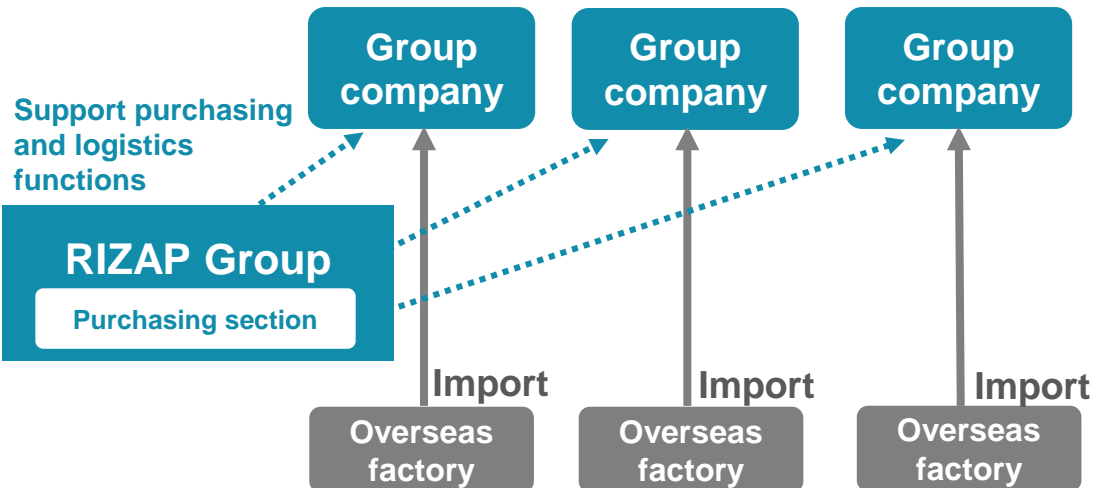 Group
company
Group
company
Group
company
Support purchasing
and logistics
functions
RIZAP Group
Purchasing section
Import
Import
Import
Overseas
factory
Overseas
factory
Overseas
factory